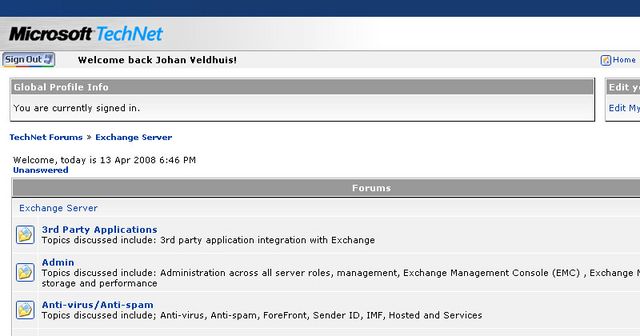 Microsoft TechNet
Sign Out
Welcome back Johan Veldhuis!
Home
Global Profile Info
Edit y
You are currently signed in.
Edit My
TechNet Forums » Exchange Server
Welcome, today is 13 Apr 2008 6:46 PM
Unanswered
Forums
Exchange Server
3rd Party Applications
Topics discussed include: 3rd party application integration with Exchange
Admin
Topics discussed include: Administration across all server roles, management, Exchange Management Console (EMC) , Exchange M
storage and performance
Anti-virus/Anti-spam
Topics discussed include; Anti-virus, Anti-spam, ForeFront, Sender ID, IMF, Hosted and Services